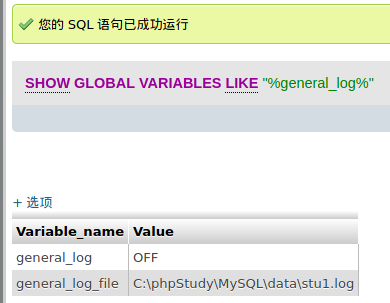 您的 SQL 语句已成功运行
SHOW GLOBAL VARIABLES LIKE "%general_log%"
+ 选项
Variable_name Value
general_log OFF
general_log_file C:\phpStudy\MySQL\data\stu1.log